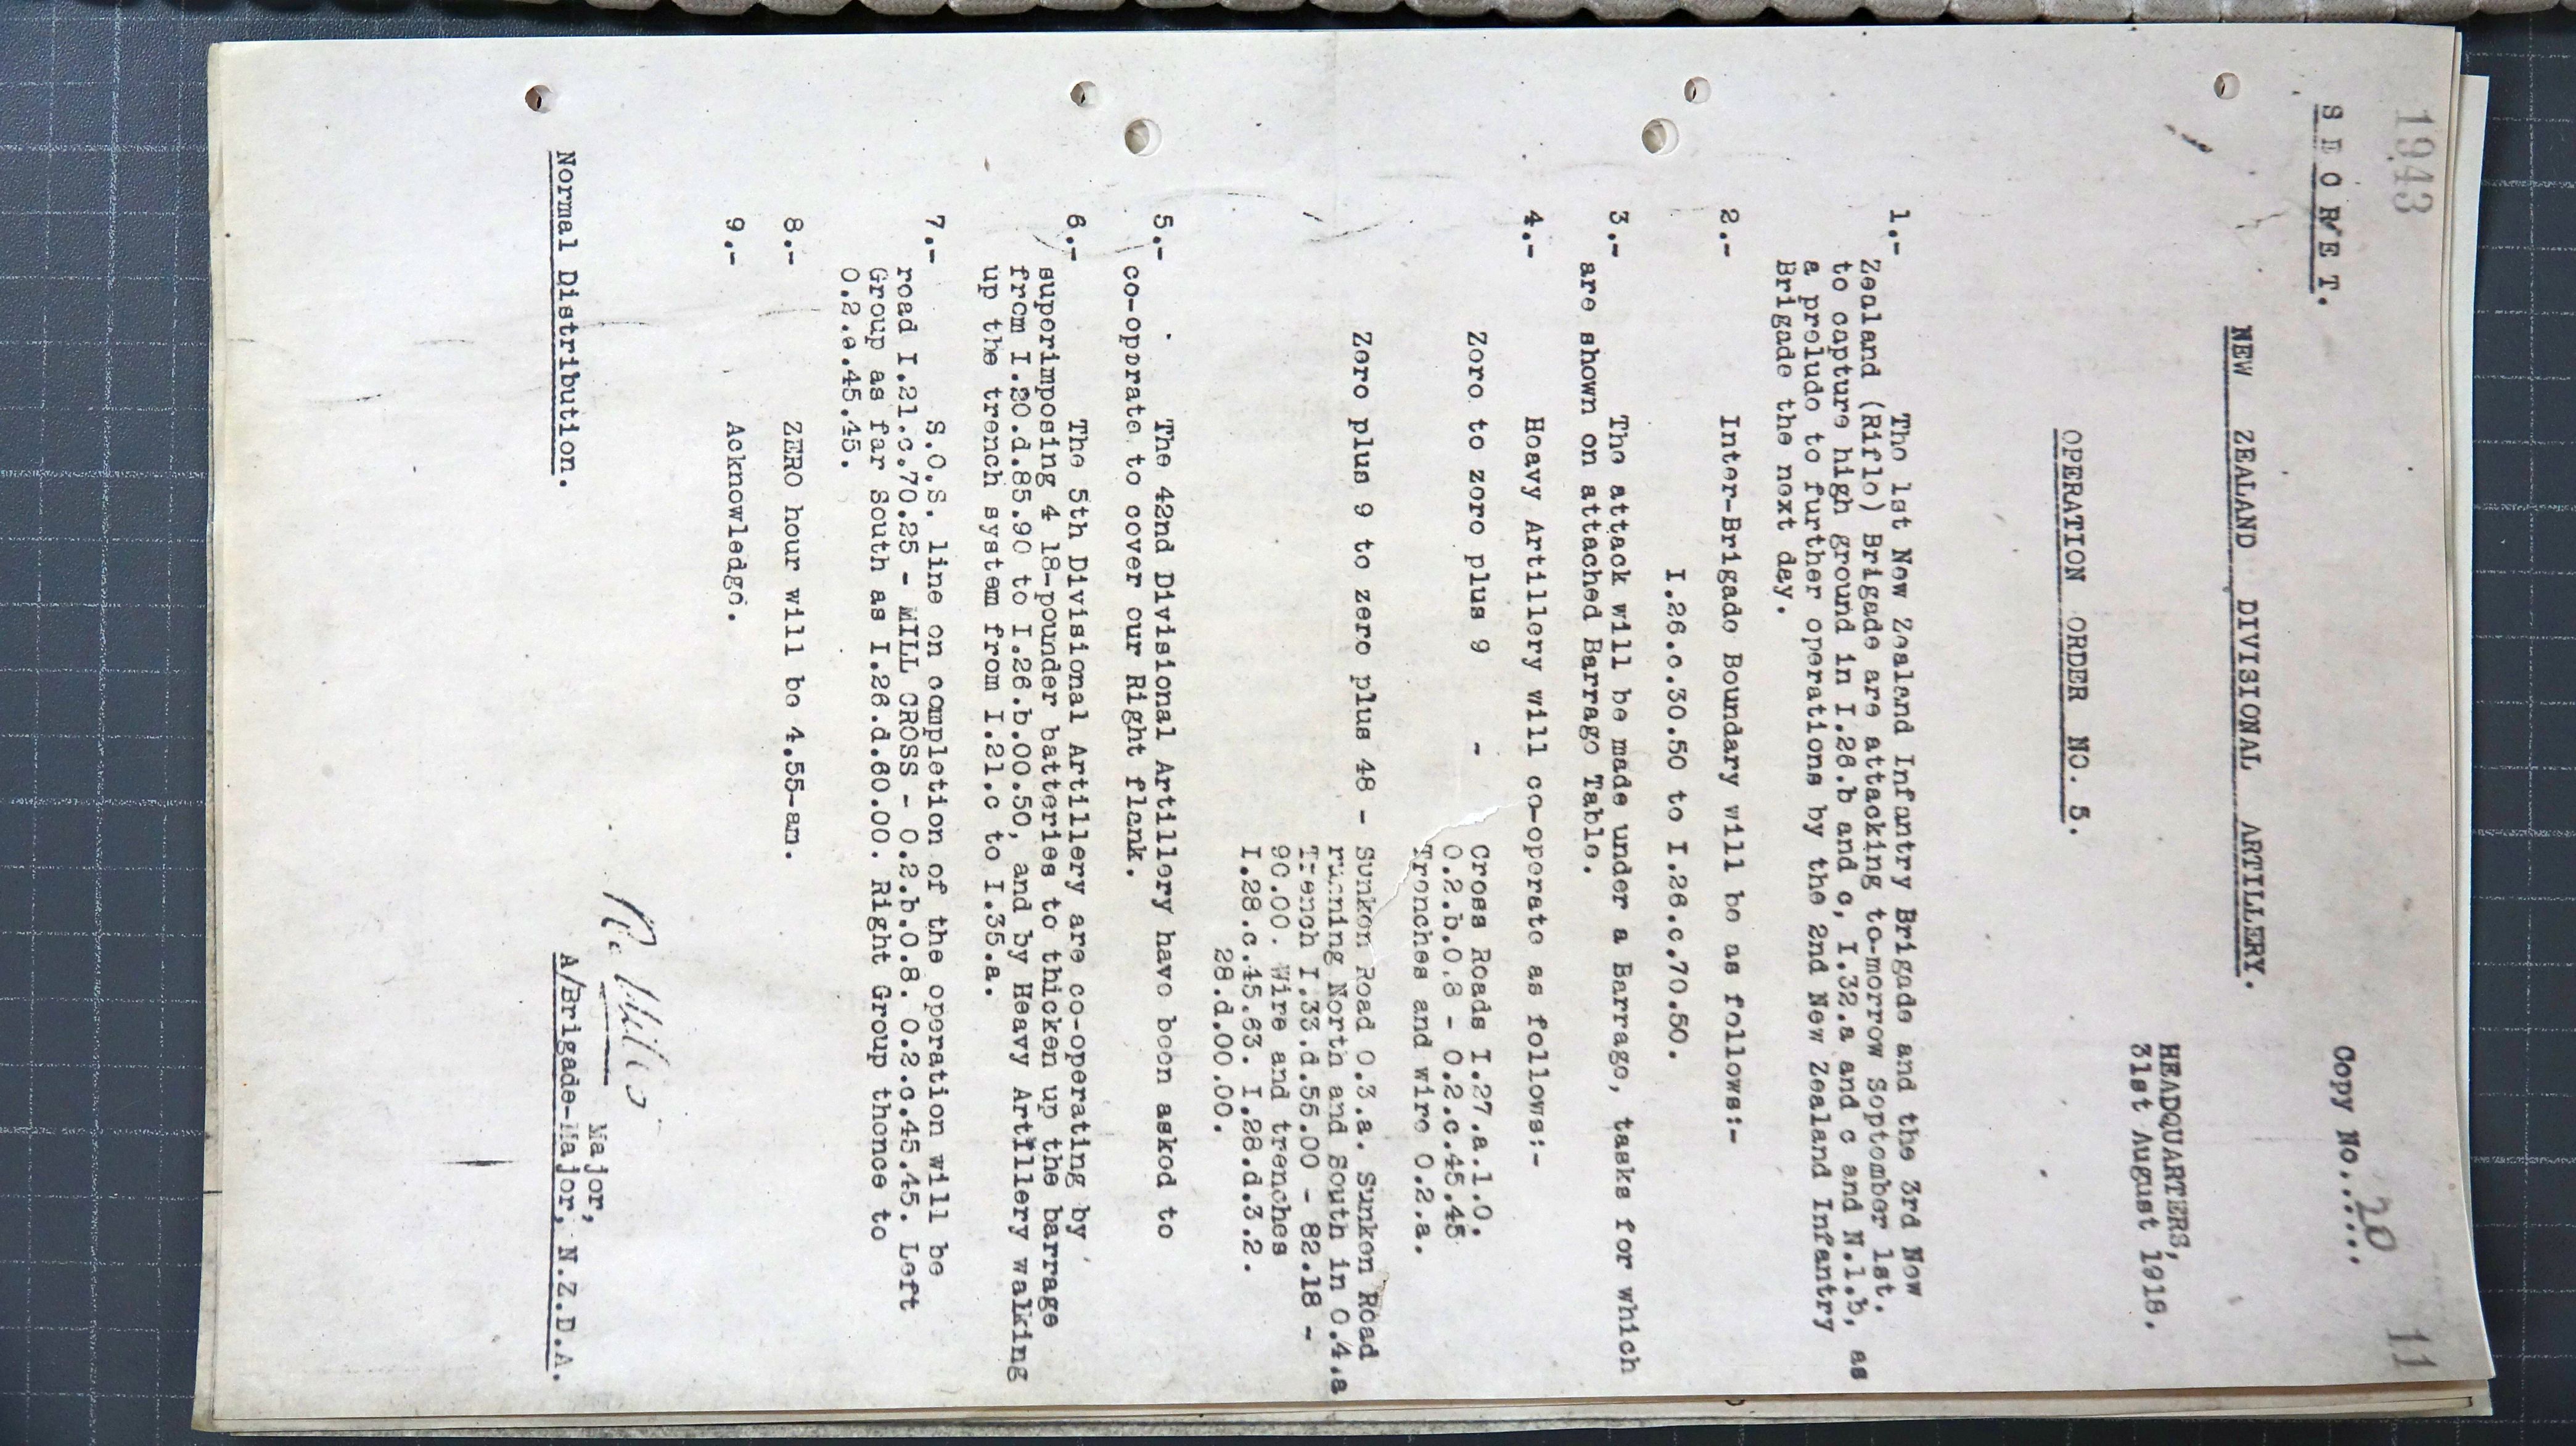 1943
11
S E C R E T.
Copy No. 20 .....
NEW ZEALAND DIVISIONAL ARTILLERY.
HEADQUARTERS,
31st August 1918.
OPERATION ORDER NO. 5.
1.- The 1st New Zealand Infantry Brigade and the 3rd New
Zealand (Rifle) Brigade are attacking to-morrow September 1st.
to capture high ground in I.26.b and c, I.32.a and c and N.1.b, as
a prelude to further operations by the 2nd New Zealand Infantry
Brigade the next day.
2.- Inter-Brigade Boundary will be as follows:-
I.26.c.30.50 to I.26.c.70.50.
3.- The attack will be made under a Barrage, tasks for which
are shown on attached Barrage Table.
4.- Heavy Artillery will co-operate as follows:-
Zero to zero plus 9 - Cross Roads I.27.a.1.0.
O.2.b.0.8 - O.2.c.45.45
Trenches and wire O.2.a.
Zero plus 9 to zero plus 48 - Sunken Road O.3.a. Sunken Road
running North and South in O.4.a
Trench I.33.d.55.00 - 82.18 -
90.00. Wire and trenches
I.28.c.45.63. I.28.d.3.2.
28.d.00.00.
5.- The 42nd Divisional Artillery have been asked to
co-operate to cover our Right flank.
6.- The 5th Divisional Artillery are co-operating by
superimposing 4 18-pounder batteries to thicken up the barrage
from I.20.d.85.90 to I.26.b.00.50, and by Heavy Artillery walking
up the trench system from I.21.c to I.35.a.
7.- S.O.S. line on completion of the operation will be
road I.21.c.70.25 - MILL CROSS - O.2.b.0.8. O.2.c.45.45. Left
Group as far South as I.26.d.60.00. Right Group thence to
O.2.c.45.45.
8.- ZERO hour will be 4.55-am.
9.- Acknowledge.
Major,
Normal Distribution.
A/Brigade-Major, N.Z.D.A.